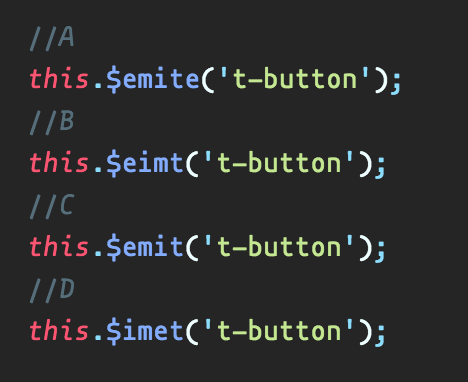 //A
this.$emite('t-button');
//B
this.$eimt('t-button');
//C
this.$emit('t-button');
//D
this.$imet('t-button');